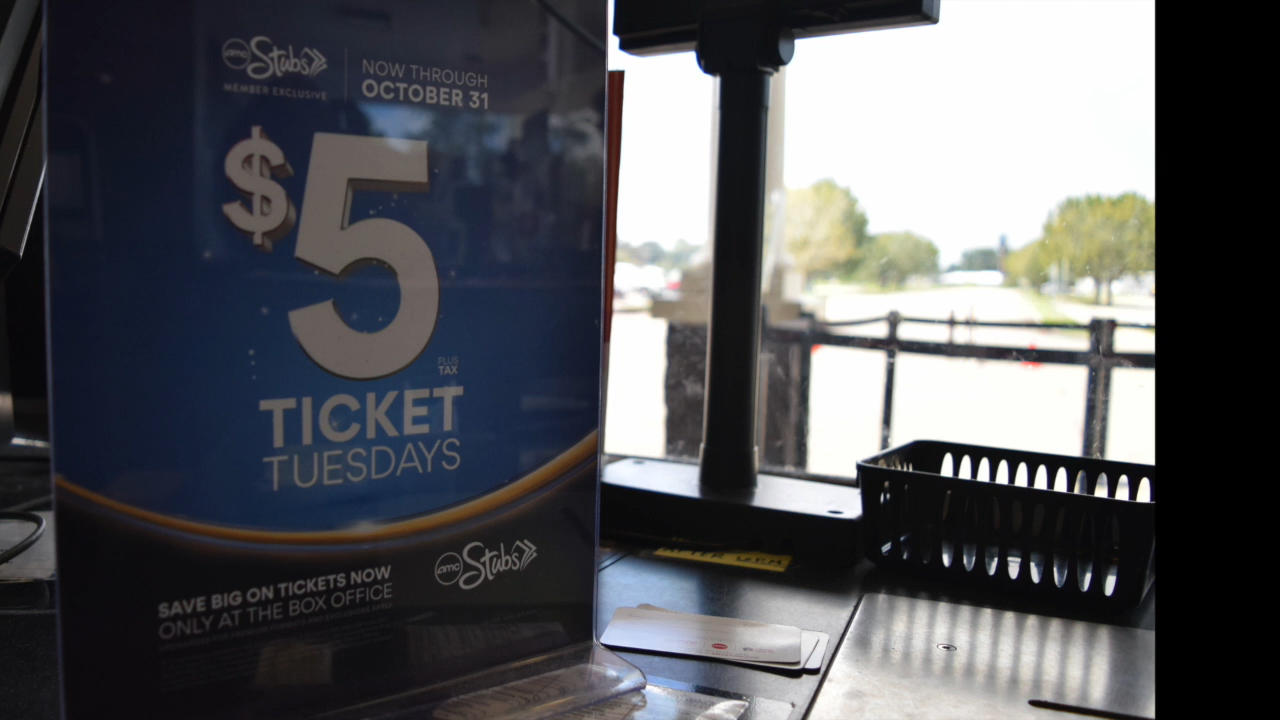 amc Stubs
MEMBER EXCLUSIVE
NOW THROUGH
OCTOBER 31
$5
PLUS
TAX
TICKET
TUESDAYS
amc Stubs
SAVE BIG ON TICKETS NOW
ONLY AT THE BOX OFFICE